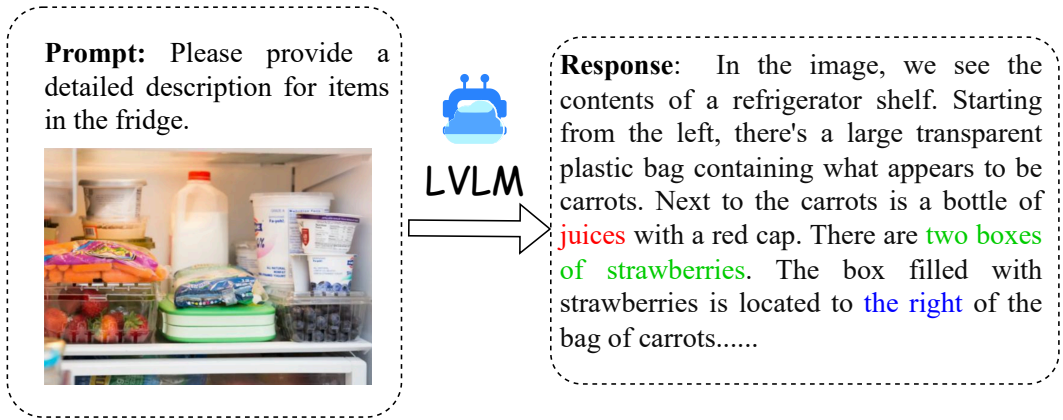 Prompt: Please provide a
detailed description for items
in the fridge.
LVLM
Response: In the image, we see the
contents of a refrigerator shelf. Starting
from the left, there's a large transparent
plastic bag containing what appears to be
carrots. Next to the carrots is a bottle of
juices with a red cap. There are two boxes
of strawberries. The box filled with
strawberries is located to the right of the
bag of carrots......